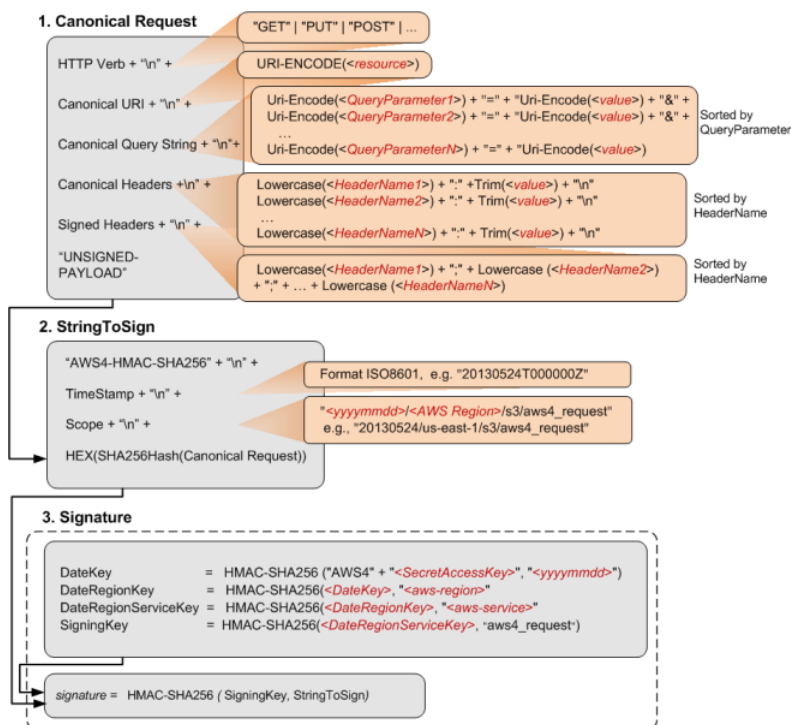 1. Canonical Request
"GET" | "PUT" | "POST" | ...
HTTP Verb + “\n” +
URI-ENCODE(<resource>)
Canonical URI + “\n” +
Uri-Encode(<QueryParameter1>) + "=" + "Uri-Encode(<value>) + "&" +
Uri-Encode(<QueryParameter2>) + "=" + "Uri-Encode(<value>) + "&" +
…
Uri-Encode(<QueryParameterN>) + "=" + "Uri-Encode(<value>)
Sorted by
QueryParameter
Canonical Query String + “\n”+
Canonical Headers +\n” +
Lowercase(<HeaderName1>) + ":" +Trim(<value>) + "\n"
Lowercase(<HeaderName2>) + ":" + Trim(<value>) + "\n"
…
Lowercase(<HeaderNameN>) + ":" + Trim(<value>) + "\n"
Sorted by
HeaderName
Signed Headers + “\n” +
“UNSIGNED-
PAYLOAD”
Lowercase(<HeaderName1>) + ";" + Lowercase (<HeaderName2>)
+ ";" + … + Lowercase (<HeaderNameN>)
Sorted by
HeaderName
2. StringToSign
“AWS4-HMAC-SHA256” + “\n” +
Format ISO8601, e.g. "20130524T000000Z"
TimeStamp + “\n” +
"<yyyymmdd>/<AWS Region>/s3/aws4_request"
e.g., "20130524/us-east-1/s3/aws4_request"
Scope + “\n” +
HEX(SHA256Hash(Canonical Request))
3. Signature
DateKey = HMAC-SHA256 ("AWS4" + "<SecretAccessKey>", "<yyyymmdd>")
DateRegionKey = HMAC-SHA256(<DateKey>, "<aws-region>"
DateRegionServiceKey = HMAC-SHA256(<DateRegionKey>, "<aws-service>"
SigningKey = HMAC-SHA256(<DateRegionServiceKey>, "aws4_request")
signature = HMAC-SHA256 ( SigningKey, StringToSign)